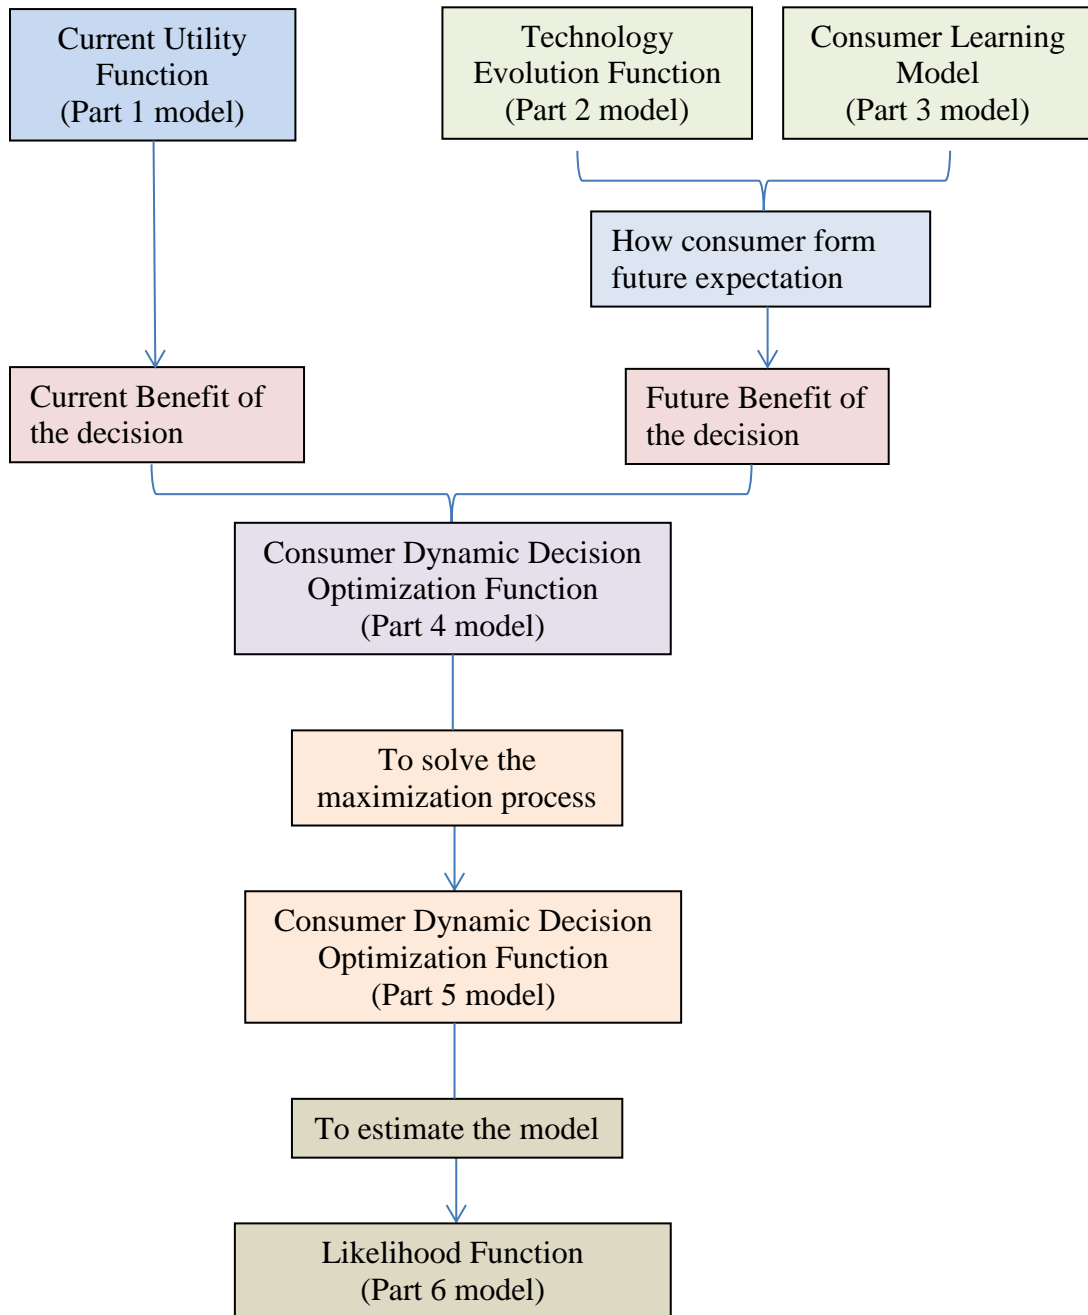 Current Utility
Function
(Part 1 model)
Technology
Evolution Function
(Part 2 model)
Consumer Learning
Model
(Part 3 model)
How consumer form
future expectation
Current Benefit of
the decision
Future Benefit of
the decision
Consumer Dynamic Decision
Optimization Function
(Part 4 model)
To solve the
maximization process
Consumer Dynamic Decision
Optimization Function
(Part 5 model)
To estimate the model
Likelihood Function
(Part 6 model)